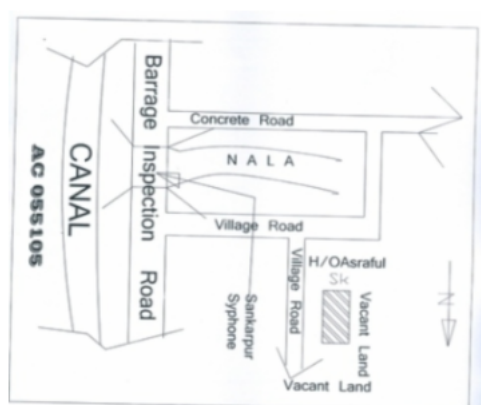 Concrete Road
NALA
Village Road
Barrage Inspection Road
CANAL
AC 055105
Sankarpur
Syphone
Village Road
H/OAsraful
Sk
Vacant Land
Vacant Land
N